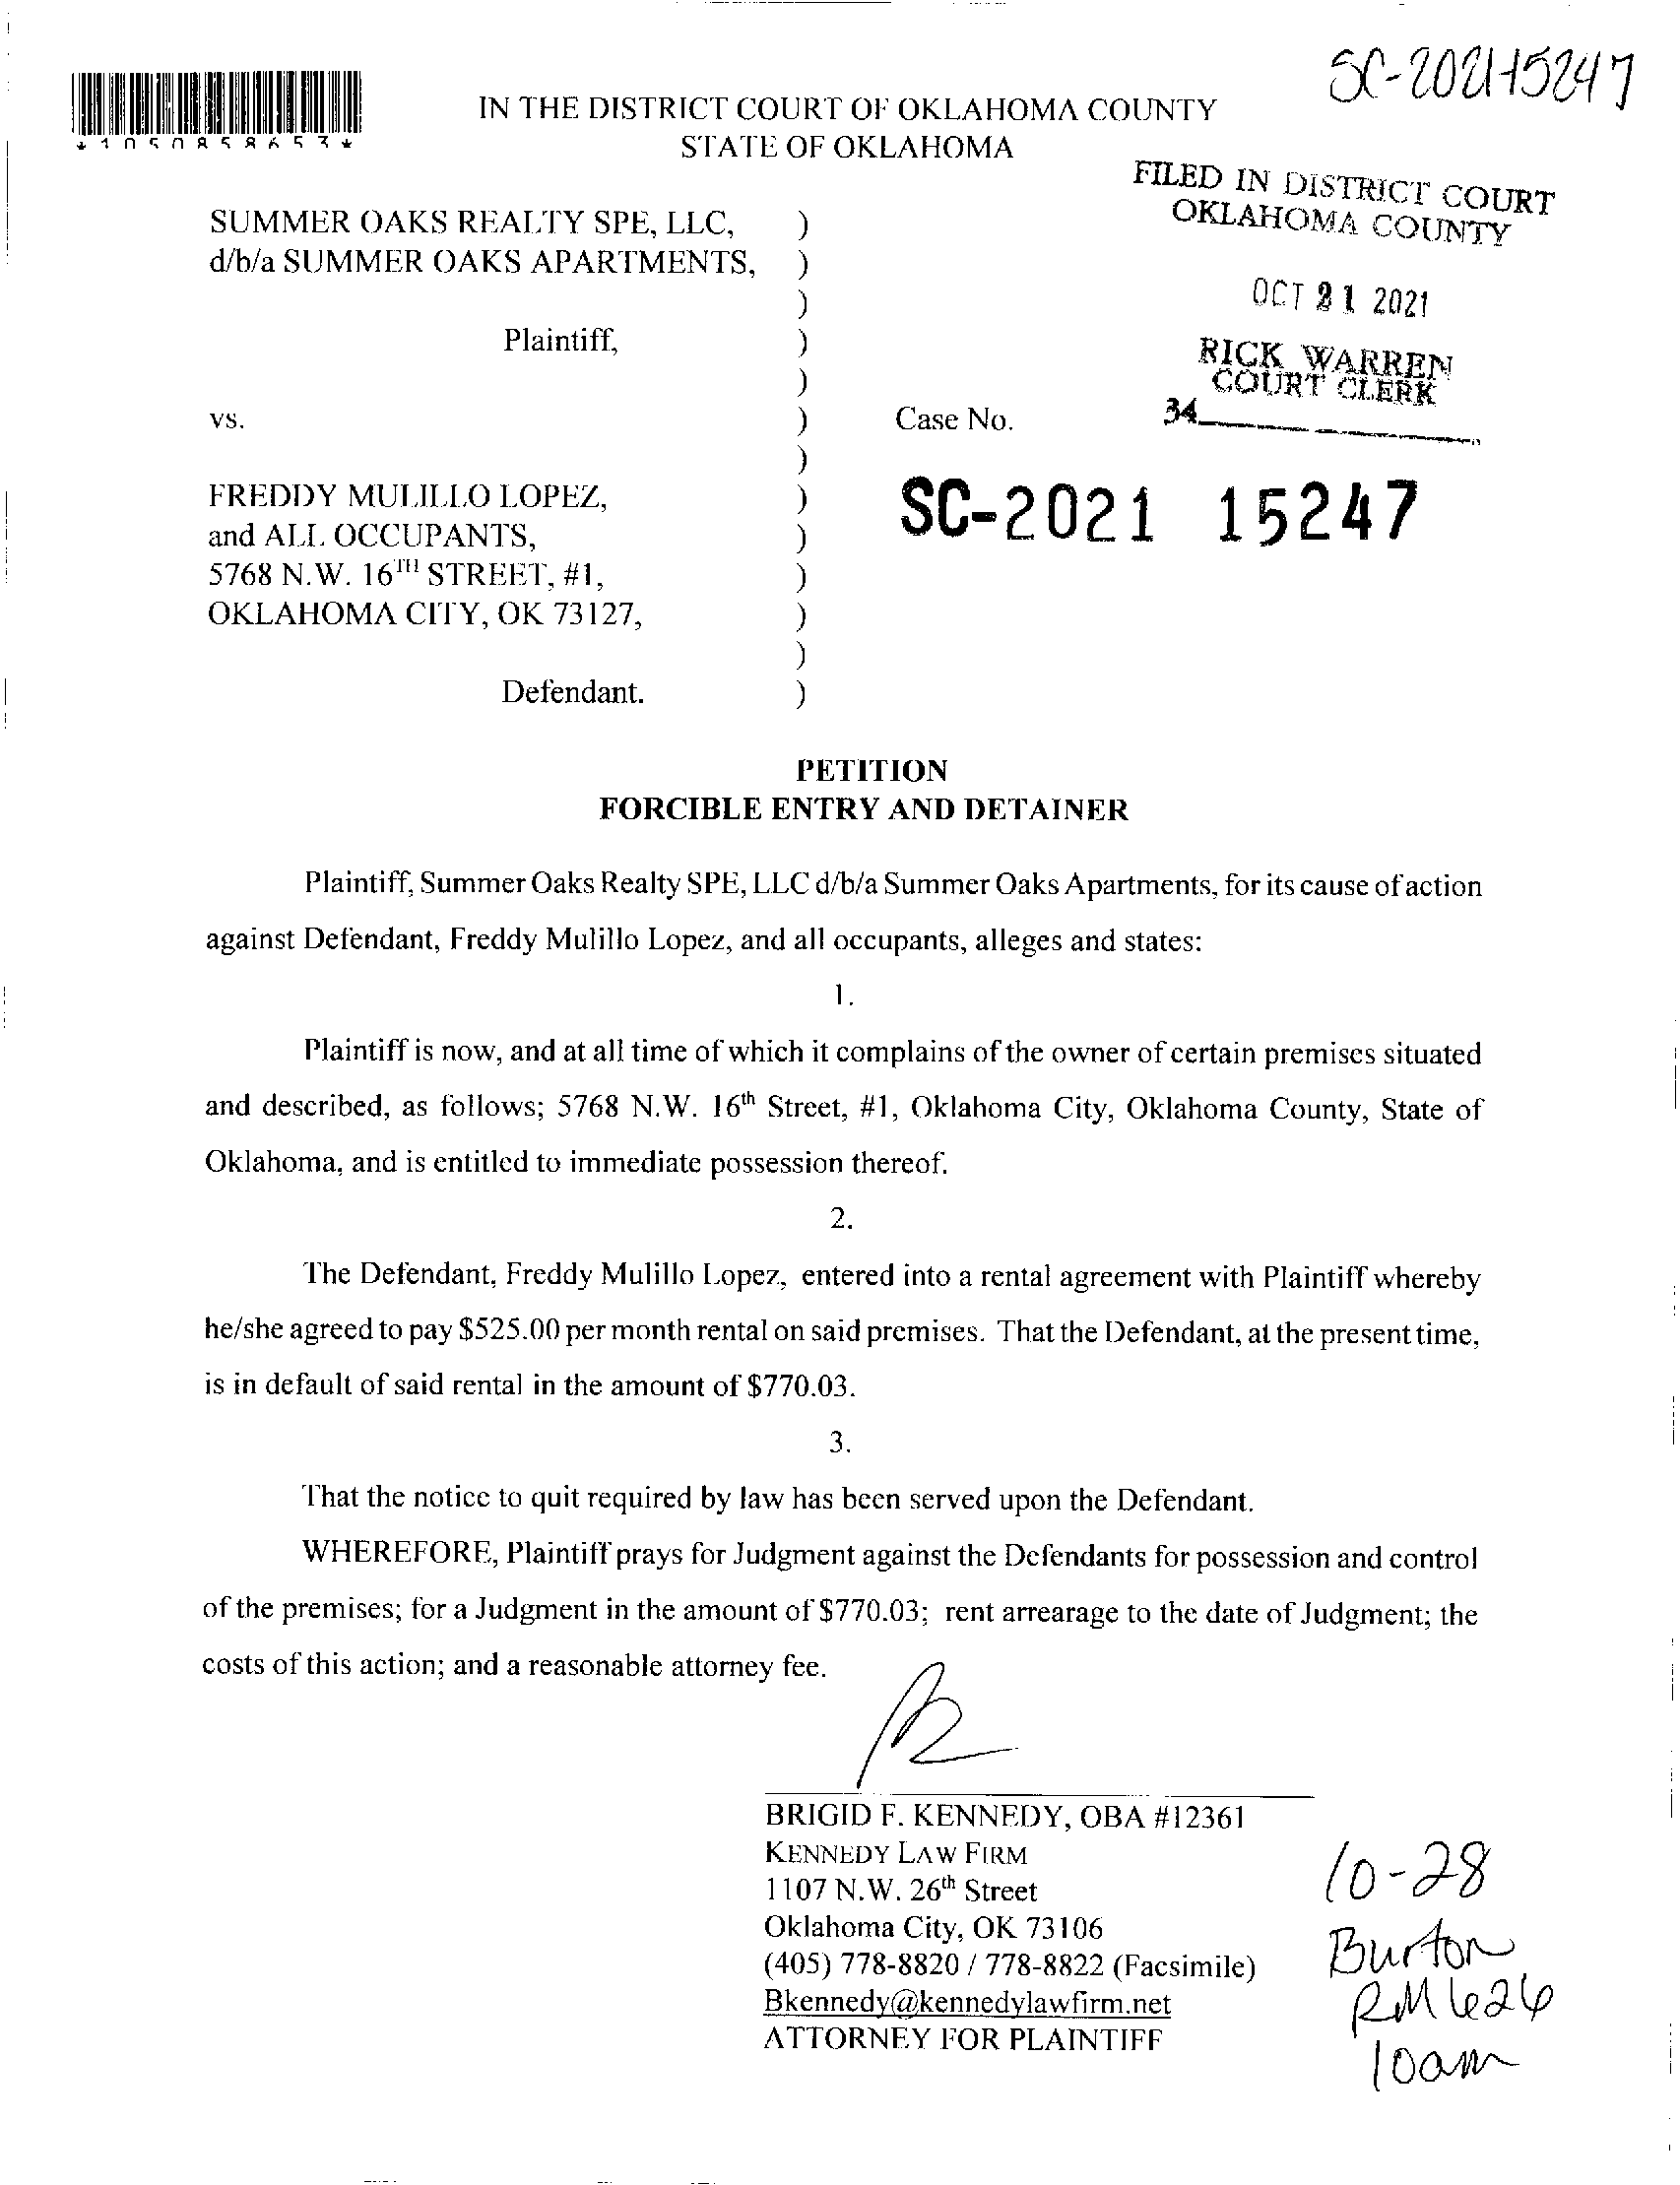 SC-2021-15247
*1050858653*
IN THE DISTRICT COURT OF OKLAHOMA COUNTY
STATE OF OKLAHOMA
FILED IN DISTRICT COURT
OKLAHOMA COUNTY
OCT 21 2021
RICK WARREN
COURT CLERK
34
SUMMER OAKS REALTY SPE, LLC, )
d/b/a SUMMER OAKS APARTMENTS, )
)
Plaintiff, )
)
vs. ) Case No.
)
FREDDY MULILLO LOPEZ, ) SC-2021 15247
and ALL OCCUPANTS, )
5768 N.W. 16TH STREET, #1, )
OKLAHOMA CITY, OK 73127, )
)
Defendant. )
PETITION
FORCIBLE ENTRY AND DETAINER
Plaintiff, Summer Oaks Realty SPE, LLC d/b/a Summer Oaks Apartments, for its cause of action
against Defendant, Freddy Mulillo Lopez, and all occupants, alleges and states:
1.
Plaintiff is now, and at all time of which it complains of the owner of certain premises situated
and described, as follows; 5768 N.W. 16th Street, #1, Oklahoma City, Oklahoma County, State of
Oklahoma, and is entitled to immediate possession thereof.
2.
The Defendant, Freddy Mulillo Lopez, entered into a rental agreement with Plaintiff whereby
he/she agreed to pay $525.00 per month rental on said premises. That the Defendant, at the present time,
is in default of said rental in the amount of $770.03.
3.
That the notice to quit required by law has been served upon the Defendant.
WHEREFORE, Plaintiff prays for Judgment against the Defendants for possession and control
of the premises; for a Judgment in the amount of $770.03; rent arrearage to the date of Judgment; the
costs of this action; and a reasonable attorney fee.
BRIGID F. KENNEDY, OBA #12361
KENNEDY LAW FIRM
1107 N.W. 26th Street
Oklahoma City, OK 73106
(405) 778-8820 / 778-8822 (Facsimile)
Bkennedy@kennedylawfirm.net
ATTORNEY FOR PLAINTIFF
10-28
Burton
RM 626
10am